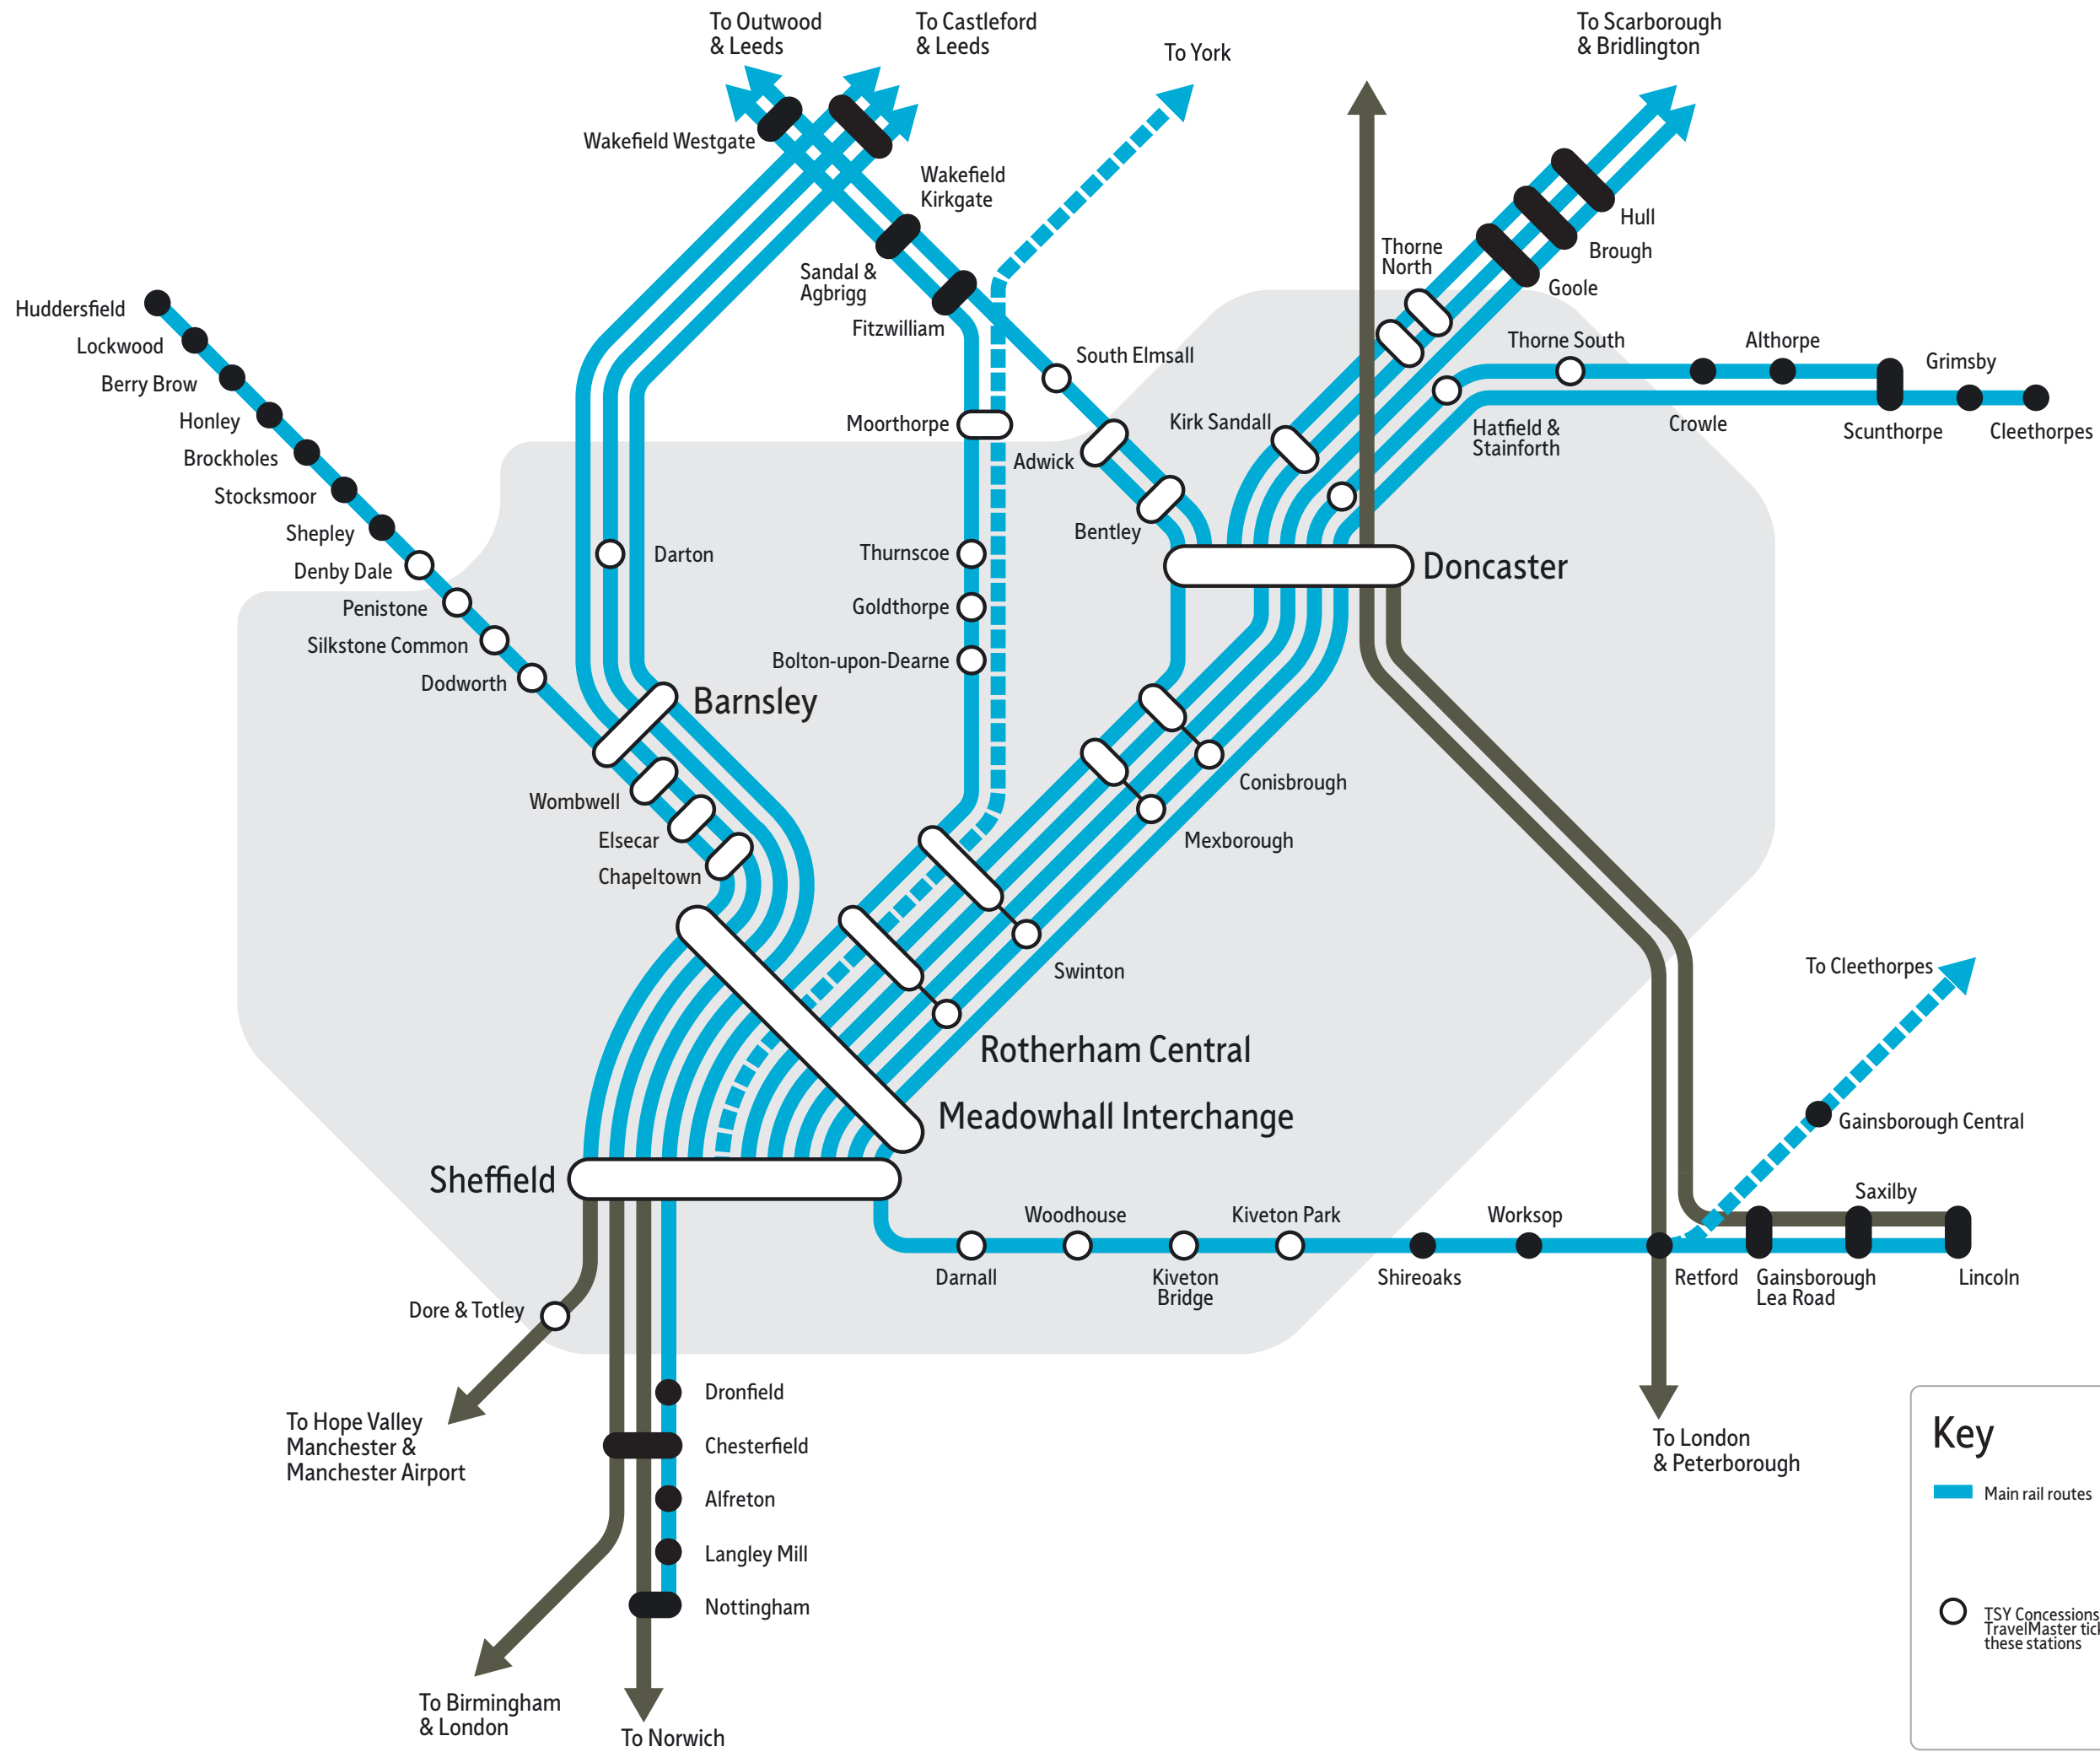 To Outwood
& Leeds
To Castleford
& Leeds
To York
To Scarborough
& Bridlington
Wakefield Westgate
Wakefield
Kirkgate
Sandal &
Agbrigg
Fitzwilliam
Huddersfield
Lockwood
Berry Brow
Honley
Brockholes
Stocksmoor
Shepley
Denby Dale
Penistone
Silkstone Common
Dodworth
Darton
Barnsley
Wombwell
Elsecar
Chapeltown
South Elmsall
Moorthorpe
Adwick
Bentley
Thurnscoe
Goldthorpe
Bolton-upon-Dearne
Thorne
North
Hull
Brough
Goole
Kirk Sandall
Thorne South
Althorpe
Grimsby
Hatfield &
Stainforth
Crowle
Scunthorpe
Cleethorpes
Doncaster
Conisbrough
Mexborough
Swinton
Rotherham Central
Meadowhall Interchange
Sheffield
To Cleethorpes
Gainsborough Central
Saxilby
Woodhouse
Kiveton Park
Worksop
Darnall
Kiveton
Bridge
Shireoaks
Retford
Gainsborough
Lea Road
Lincoln
Dore & Totley
To Hope Valley
Manchester &
Manchester Airport
Dronfield
Chesterfield
Alfreton
Langley Mill
Nottingham
To Birmingham
& London
To Norwich
To London
& Peterborough
Key
Main rail routes
TSY Concessions
TravelMaster tick
these stations